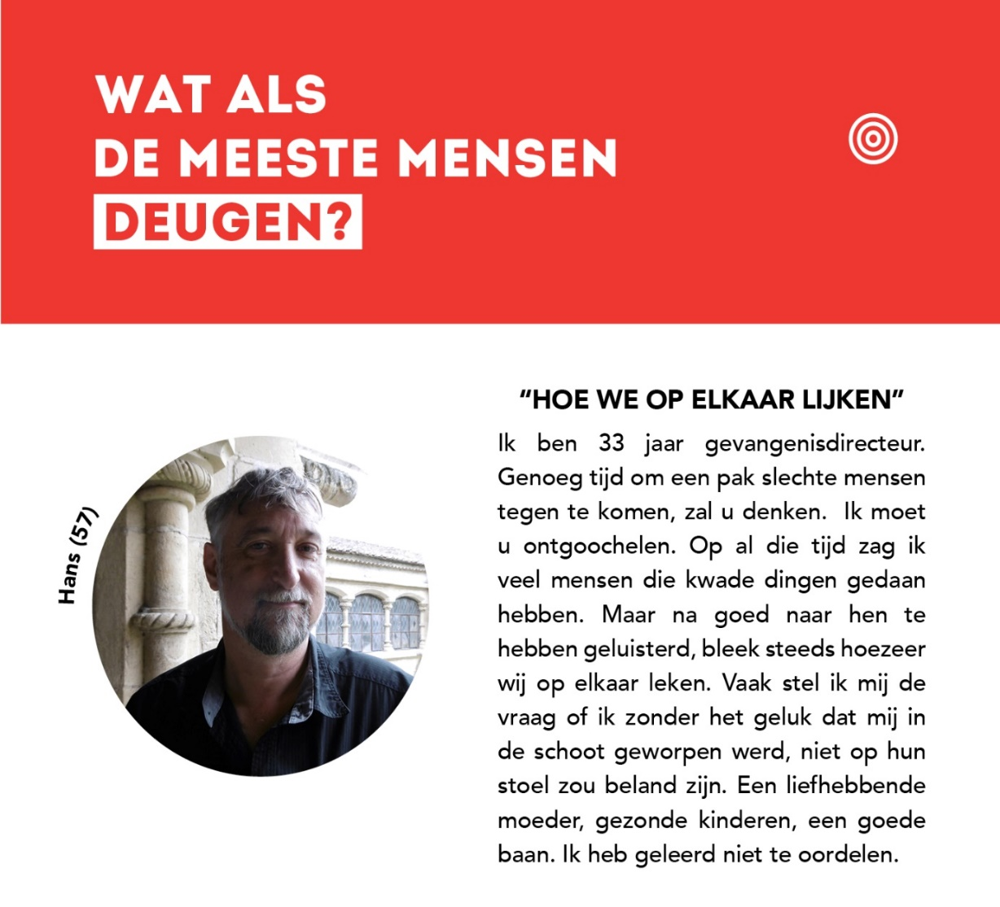 WAT ALS
DE MEESTE MENSEN
DEUGEN?
Hans (57)
“HOE WE OP ELKAAR LIJKEN”
Ik ben 33 jaar gevangenisdirecteur.
Genoeg tijd om een pak slechte mensen
tegen te komen, zal u denken. Ik moet
u ontgoochelen. Op al die tijd zag ik
veel mensen die kwade dingen gedaan
hebben. Maar na goed naar hen te
hebben geluisterd, bleek steeds hoezeer
wij op elkaar leken. Vaak stel ik mij de
vraag of ik zonder het geluk dat mij in
de schoot geworpen werd, niet op hun
stoel zou beland zijn. Een liefhebbende
moeder, gezonde kinderen, een goede
baan. Ik heb geleerd niet te oordelen.